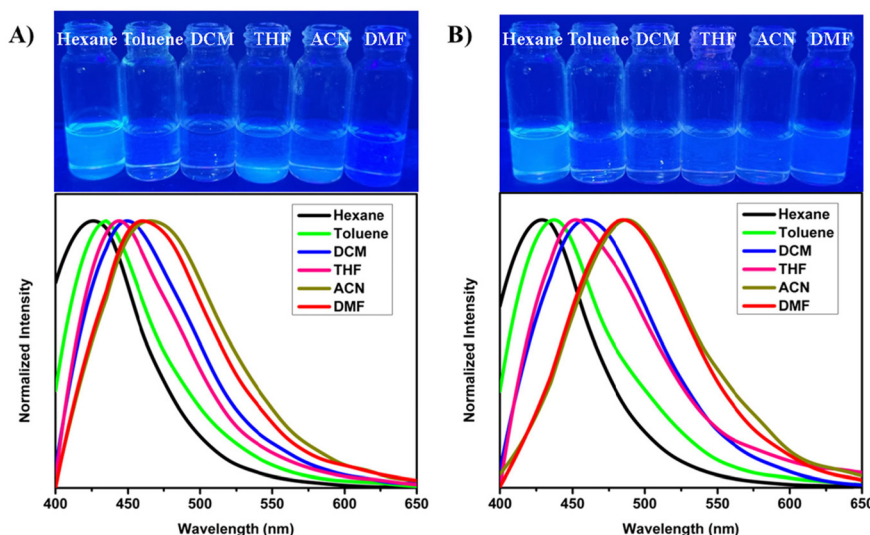 A)
Hexane Toluene DCM THF ACN DMF
Hexane
Toluene
DCM
THF
ACN
DMF
Normalized Intensity
400 450 500 550 600 650
Wavelength (nm)
B)
Hexane Toluene DCM THF ACN DMF
Hexane
Toluene
DCM
THF
ACN
DMF
Normalized Intensity
400 450 500 550 600 650
Wavelength (nm)